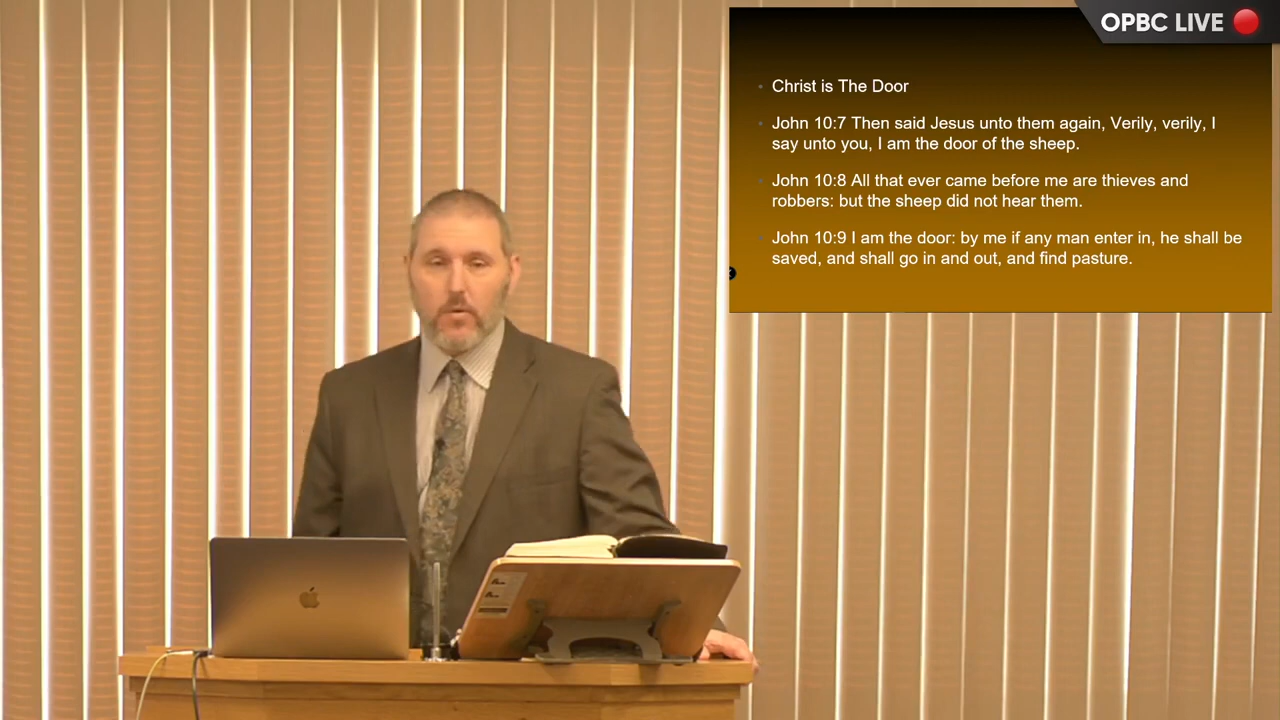 OPBC LIVE
Christ is The Door
John 10:7 Then said Jesus unto them again, Verily, verily, I
say unto you, I am the door of the sheep.
John 10:8 All that ever came before me are thieves and
robbers: but the sheep did not hear them.
John 10:9 I am the door: by me if any man enter in, he shall be
saved, and shall go in and out, and find pasture.